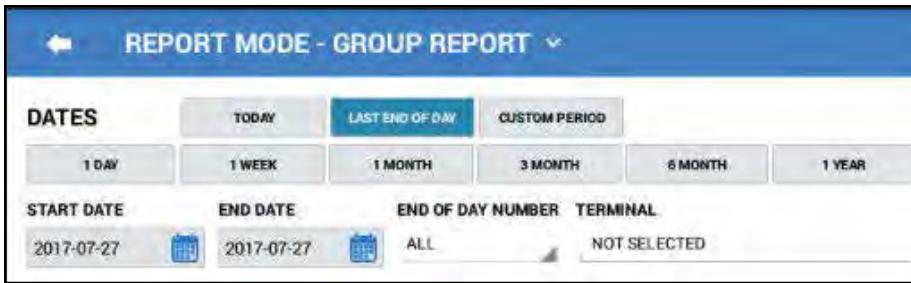 REPORT MODE - GROUP REPORT
DATES TODAY LAST END OF DAY CUSTOM PERIOD
1 DAY 1 WEEK 1 MONTH 3 MONTH 6 MONTH 1 YEAR
START DATE END DATE END OF DAY NUMBER TERMINAL
2017-07-27 2017-07-27 ALL NOT SELECTED